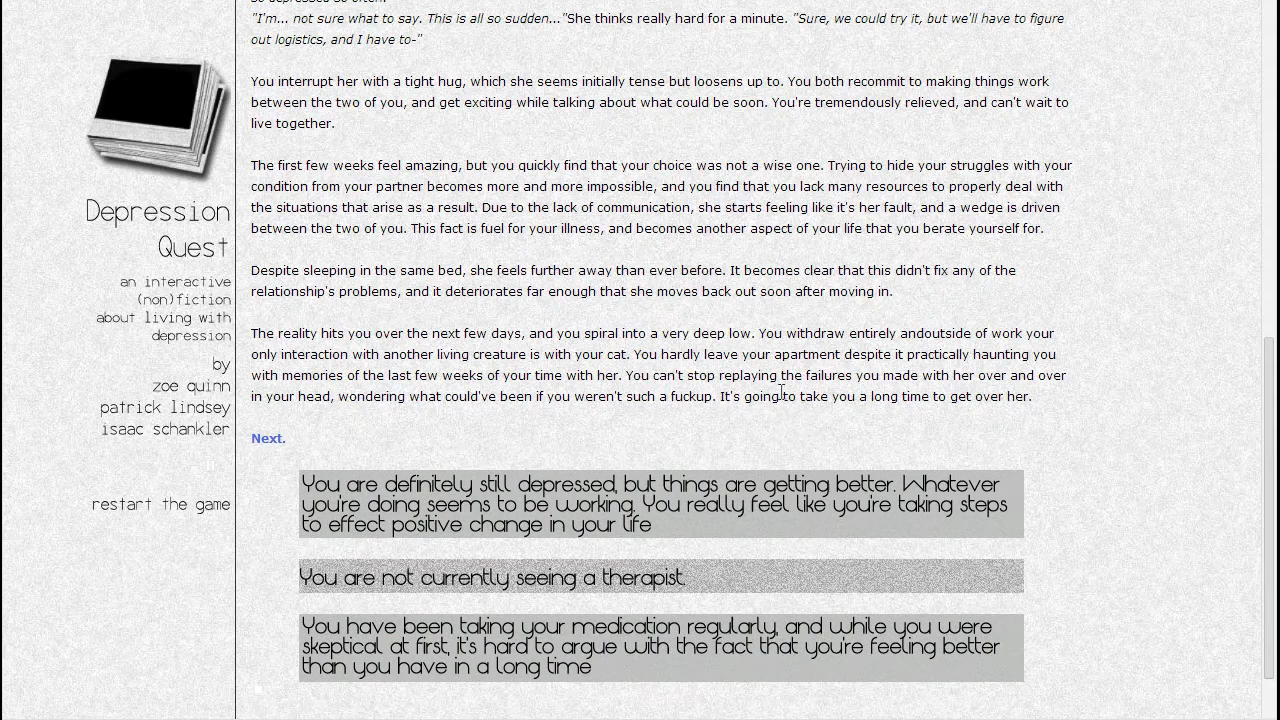 "I'm... not sure what to say. This is all so sudden..."She thinks really hard for a minute. "Sure, we could try it, but we'll have to figure
out logistics, and I have to-"
You interrupt her with a tight hug, which she seems initially tense but loosens up to. You both recommit to making things work
between the two of you, and get exciting while talking about what could be soon. You're tremendously relieved, and can't wait to
live together.
The first few weeks feel amazing, but you quickly find that your choice was not a wise one. Trying to hide your struggles with your
condition from your partner becomes more and more impossible, and you find that you lack many resources to properly deal with
the situations that arise as a result. Due to the lack of communication, she starts feeling like it's her fault, and a wedge is driven
between the two of you. This fact is fuel for your illness, and becomes another aspect of your life that you berate yourself for.
Despite sleeping in the same bed, she feels further away than ever before. It becomes clear that this didn't fix any of the
relationship's problems, and it deteriorates far enough that she moves back out soon after moving in.
The reality hits you over the next few days, and you spiral into a very deep low. You withdraw entirely andoutside of work your
only interaction with another living creature is with your cat. You hardly leave your apartment despite it practically haunting you
with memories of the last few weeks of your time with her. You can't stop replaying the failures you made with her over and over
in your head, wondering what could've been if you weren't such a fuckup. It's going to take you a long time to get over her.
Next.
You are definitely still depressed, but things are getting better. Whatever
you're doing seems to be working. You really feel like you're taking steps
to effect positive change in your life
You are not currently seeing a therapist.
You have been taking your medication regularly, and while you were
skeptical at first, it's hard to argue with the fact that you're feeling better
than you have in a long time
Depression
Quest
an interactive
(non)fiction
about living with
depression
by
zoe quinn
patrick lindsey
isaac schankler
restart the game